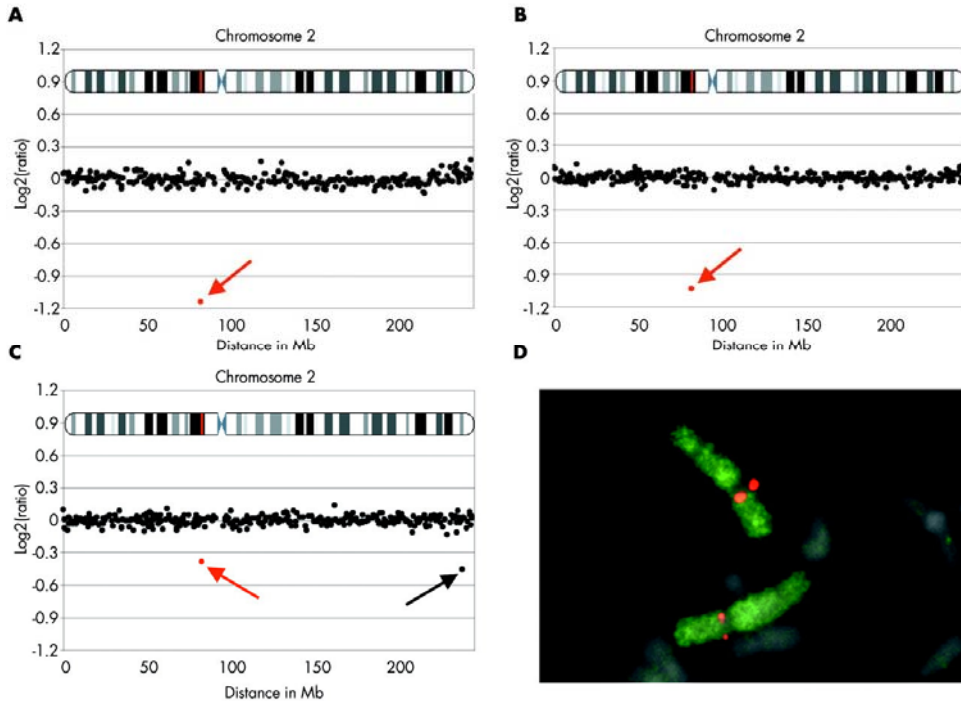 A
Chromosome 2
1.2
0.9
0.6
0.3
0
-0.3
-0.6
-0.9
-1.2
Log2(ratio)
0 50 100 150 200
Distance in Mb
B
Chromosome 2
1.2
0.9
0.6
0.3
0
-0.3
-0.6
-0.9
-1.2
Log2(ratio)
0 50 100 150 200
Distance in Mb
C
Chromosome 2
1.2
0.9
0.6
0.3
0
-0.3
-0.6
-0.9
-1.2
Log2(ratio)
0 50 100 150 200
Distance in Mb
D